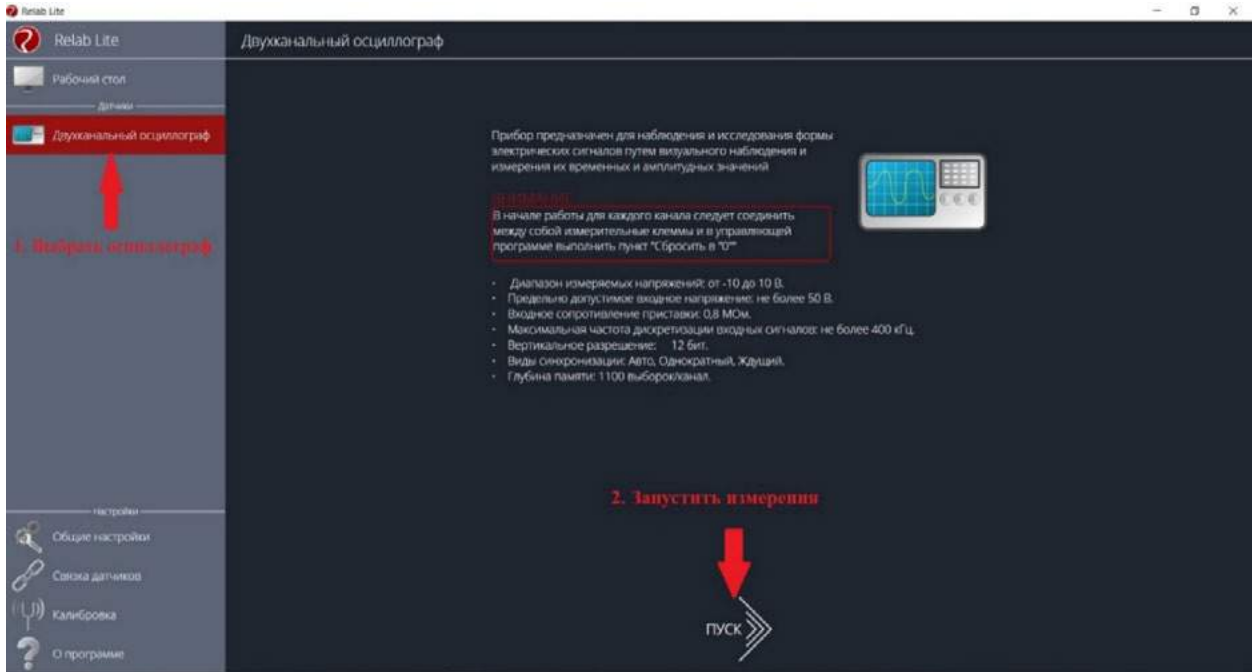 Relab Lite
Relab Lite
Двухканальный осциллограф
Рабочий стол
Датчики
Двухканальный осциллограф
1. Выбрать осциллограф
Прибор предназначен для наблюдения и исследования формы
электрических сигналов путем визуального наблюдения и
измерения их временных и амплитудных значений
ВНИМАНИЕ
В начале работы для каждого канала следует соединить
между собой измерительные клеммы и в управляющей
программе выполнить пункт "Сбросить в "0""
• Диапазон измеряемых напряжений: от -10 до 10 В.
• Предельно допустимое входное напряжение: не более 50 В.
• Входное сопротивление приставки: 0,8 МОм.
• Максимальная частота дискретизации входных сигналов: не более 400 кГц.
• Вертикальное разрешение: 12 бит.
• Виды синхронизации: Авто, Однократный, Ждущий.
• Глубина памяти: 1100 выборок/канал.
2. Запустить измерения
ПУСК
Настройки
Общие настройки
Связка датчиков
Калибровка
О программе